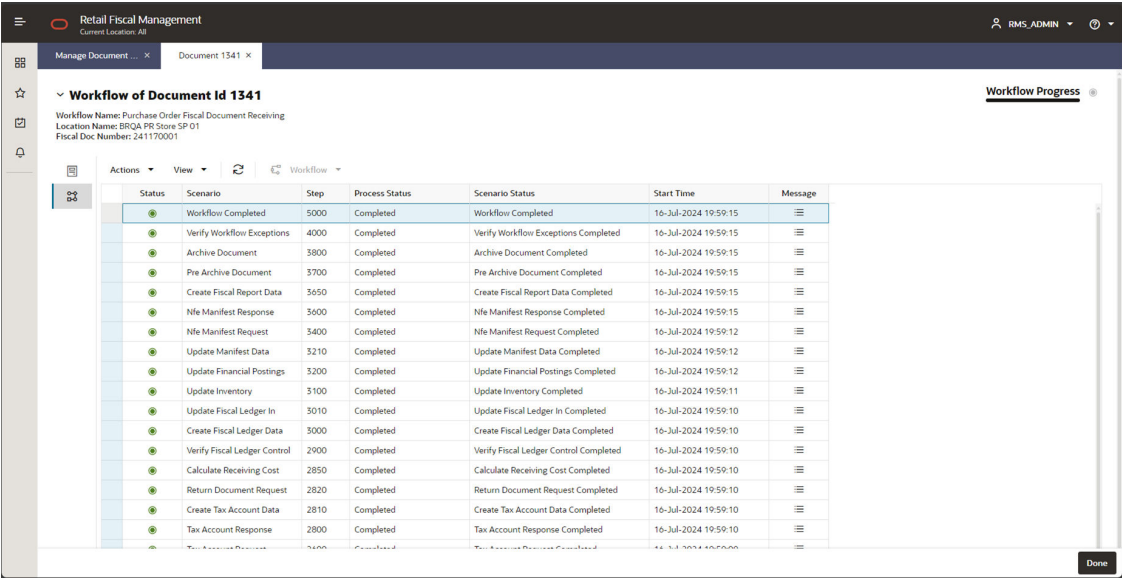 Retail Fiscal Management
Current Location: All
RMS_ADMIN
Manage Document ... ×
Document 1341 ×
Workflow of Document Id 1341
Workflow Progress
Workflow Name: Purchase Order Fiscal Document Receiving
Location Name: BRQA PR Store SP 01
Fiscal Doc Number: 241170001
Actions View Workflow
Status Scenario Step Process Status Scenario Status Start Time Message
Workflow Completed 5000 Completed Workflow Completed 16-Jul-2024 19:59:15
Verify Workflow Exceptions 4000 Completed Verify Workflow Exceptions Completed 16-Jul-2024 19:59:15
Archive Document 3800 Completed Archive Document Completed 16-Jul-2024 19:59:15
Pre Archive Document 3700 Completed Pre Archive Document Completed 16-Jul-2024 19:59:15
Create Fiscal Report Data 3650 Completed Create Fiscal Report Data Completed 16-Jul-2024 19:59:15
Nfe Manifest Response 3600 Completed Nfe Manifest Response Completed 16-Jul-2024 19:59:15
Nfe Manifest Request 3400 Completed Nfe Manifest Request Completed 16-Jul-2024 19:59:12
Update Manifest Data 3210 Completed Update Manifest Data Completed 16-Jul-2024 19:59:12
Update Financial Postings 3200 Completed Update Financial Postings Completed 16-Jul-2024 19:59:12
Update Inventory 3100 Completed Update Inventory Completed 16-Jul-2024 19:59:11
Update Fiscal Ledger In 3010 Completed Update Fiscal Ledger In Completed 16-Jul-2024 19:59:10
Create Fiscal Ledger Data 3000 Completed Create Fiscal Ledger Data Completed 16-Jul-2024 19:59:10
Verify Fiscal Ledger Control 2900 Completed Verify Fiscal Ledger Control Completed 16-Jul-2024 19:59:10
Calculate Receiving Cost 2850 Completed Calculate Receiving Cost Completed 16-Jul-2024 19:59:10
Return Document Request 2820 Completed Return Document Request Completed 16-Jul-2024 19:59:10
Create Tax Account Data 2810 Completed Create Tax Account Data Completed 16-Jul-2024 19:59:10
Tax Account Response 2800 Completed Tax Account Response Completed 16-Jul-2024 19:59:10
Done